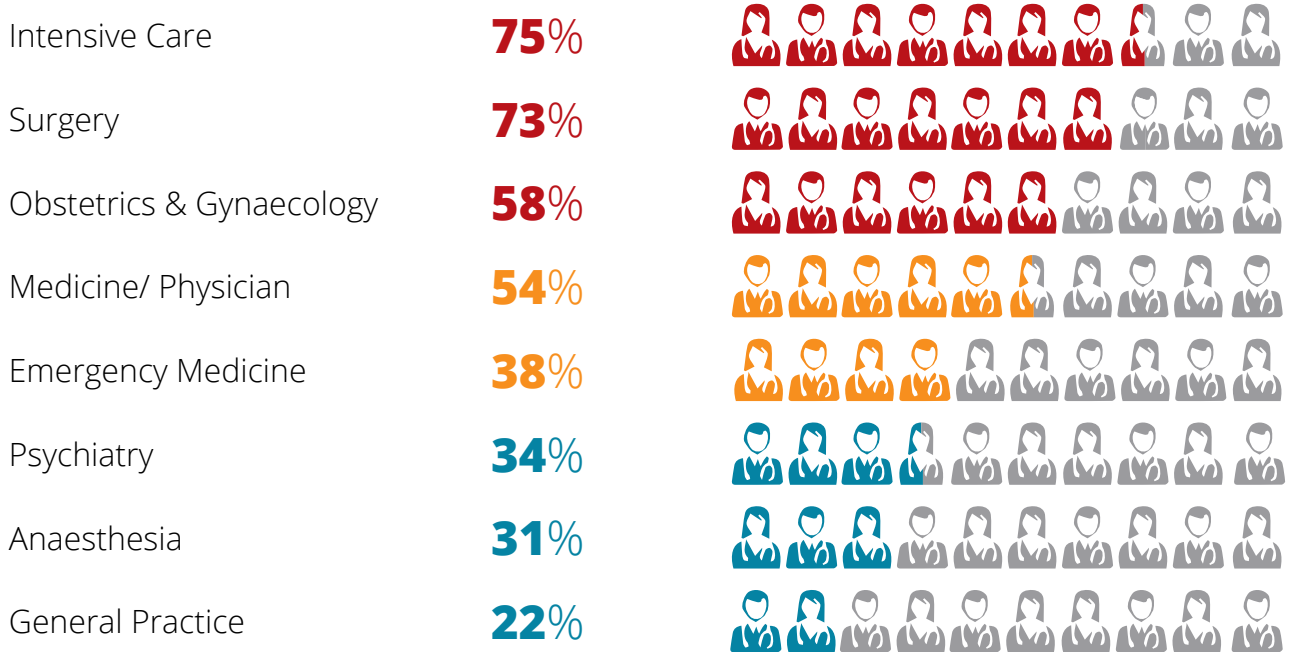 Intensive Care 75%
Surgery 73%
Obstetrics & Gynaecology 58%
Medicine/ Physician 54%
Emergency Medicine 38%
Psychiatry 34%
Anaesthesia 31%
General Practice 22%